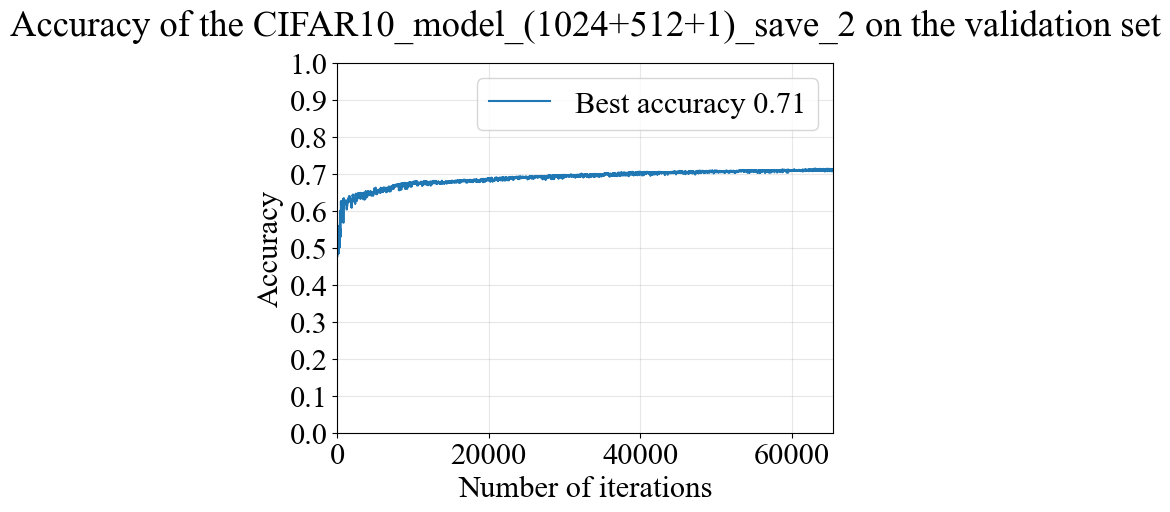 Accuracy of the CIFAR10_model_(1024+512+1)_save_2 on the validation set
Best accuracy 0.71
Accuracy
1.0
0.9
0.8
0.7
0.6
0.5
0.4
0.3
0.2
0.1
0.0
0 20000 40000 60000
Number of iterations